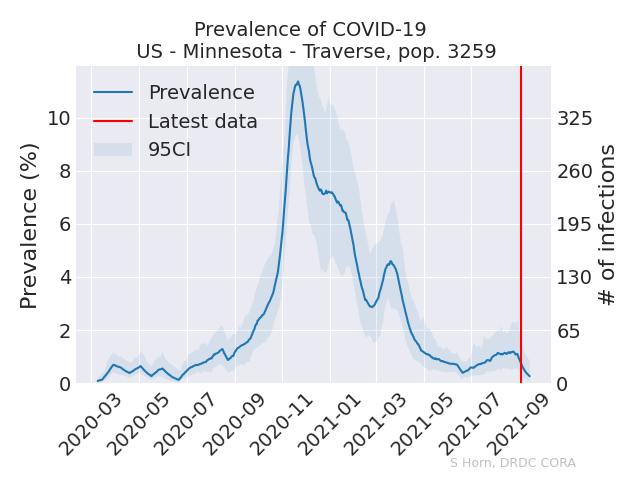 Prevalence of COVID-19
US - Minnesota - Traverse, pop. 3259
Prevalence
Latest data
95CI
Prevalence (%)
10
8
6
4
2
0
# of infections
325
260
195
130
65
0
2020-03
2020-05
2020-07
2020-09
2020-11
2021-01
2021-03
2021-05
2021-07
2021-09
S Horn, DRDC CORA